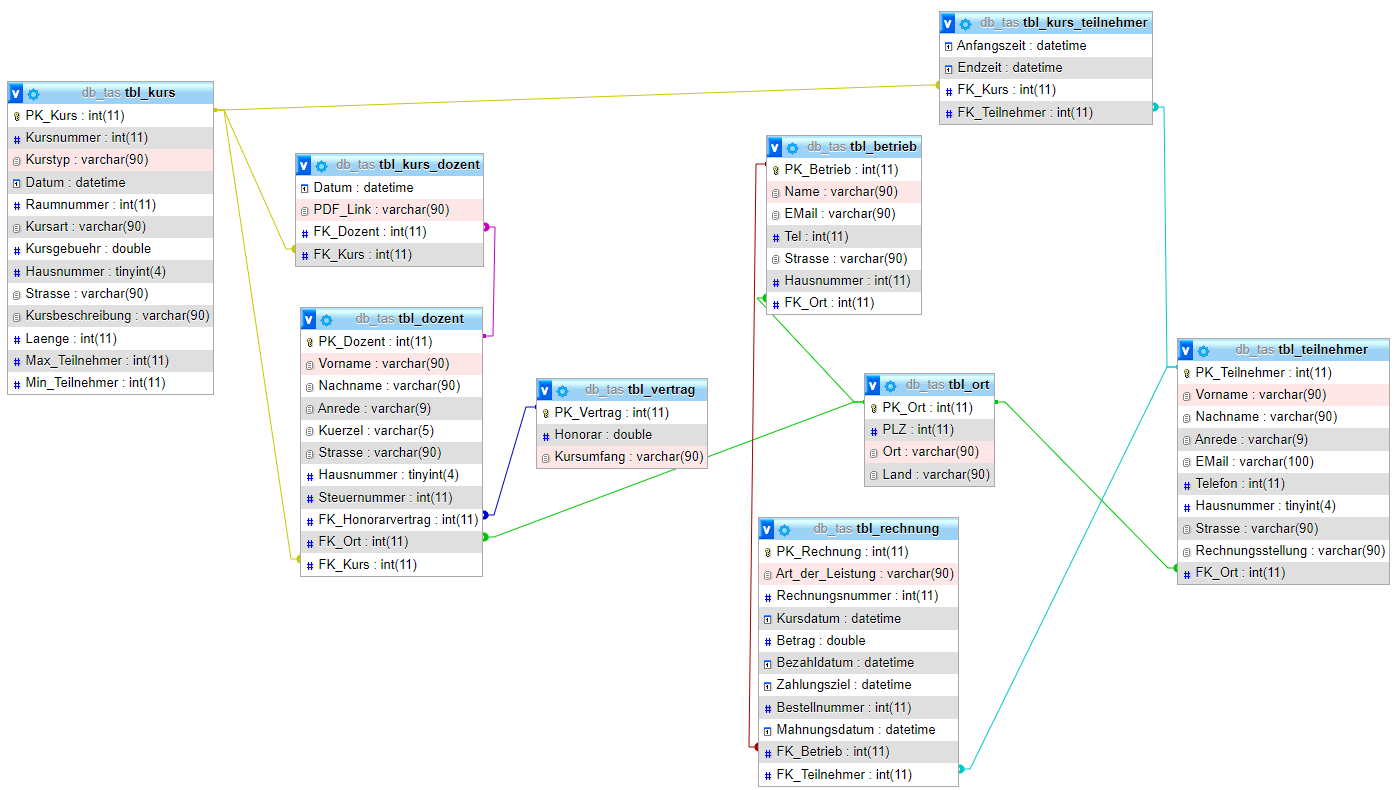 db_tas tbl_kurs
PK_Kurs : int(11)
Kursnummer : int(11)
Kurstyp : varchar(90)
Datum : datetime
Raumnummer : int(11)
Kursart : varchar(90)
Kursgebuehr : double
Hausnummer : tinyint(4)
Strasse : varchar(90)
Kursbeschreibung : varchar(90)
Laenge : int(11)
Max_Teilnehmer : int(11)
Min_Teilnehmer : int(11)
db_tas tbl_kurs_dozent
Datum : datetime
PDF_Link : varchar(90)
FK_Dozent : int(11)
FK_Kurs : int(11)
db_tas tbl_dozent
PK_Dozent : int(11)
Vorname : varchar(90)
Nachname : varchar(90)
Anrede : varchar(9)
Kuerzel : varchar(5)
Strasse : varchar(90)
Hausnummer : tinyint(4)
Steuernummer : int(11)
FK_Honorarvertrag : int(11)
FK_Ort : int(11)
FK_Kurs : int(11)
db_tas tbl_vertrag
PK_Vertrag : int(11)
Honorar : double
Kursumfang : varchar(90)
db_tas tbl_betrieb
PK_Betrieb : int(11)
Name : varchar(90)
EMail : varchar(90)
Tel : int(11)
Strasse : varchar(90)
Hausnummer : int(11)
FK_Ort : int(11)
db_tas tbl_ort
PK_Ort : int(11)
PLZ : int(11)
Ort : varchar(90)
Land : varchar(90)
db_tas tbl_rechnung
PK_Rechnung : int(11)
Art_der_Leistung : varchar(90)
Rechnungsnummer : int(11)
Kursdatum : datetime
Betrag : double
Bezahldatum : datetime
Zahlungsziel : datetime
Bestellnummer : int(11)
Mahnungsdatum : datetime
FK_Betrieb : int(11)
FK_Teilnehmer : int(11)
db_tas tbl_kurs_teilnehmer
Anfangszeit : datetime
Endzeit : datetime
FK_Kurs : int(11)
FK_Teilnehmer : int(11)
db_tas tbl_teilnehmer
PK_Teilnehmer : int(11)
Vorname : varchar(90)
Nachname : varchar(90)
Anrede : varchar(9)
EMail : varchar(100)
Telefon : int(11)
Hausnummer : tinyint(4)
Strasse : varchar(90)
Rechnungsstellung : varchar(90)
FK_Ort : int(11)